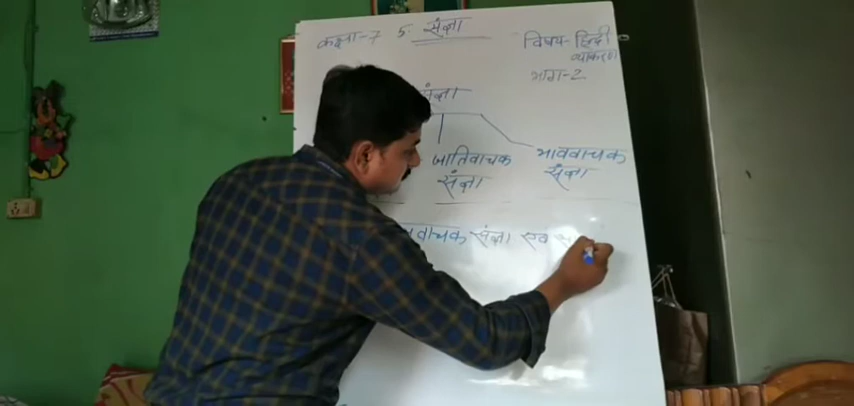 कक्षा-7 5. संज्ञा
विषय- हिन्दी
व्याकरण
भाग-2
संज्ञा
जातिवाचक
संज्ञा
भाववाचक
संज्ञा
वाचक संज्ञा एव